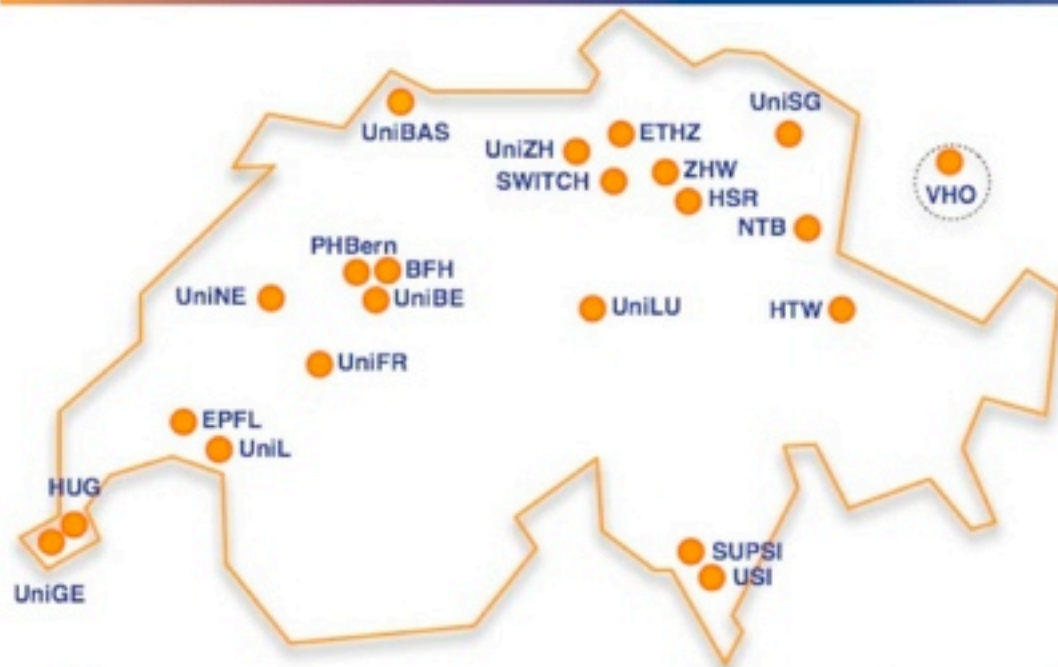 UniSG
UniBAS
ETHZ
UniZH
ZHW
SWITCH
VHO
HSR
NTB
PHBern
BFH
UniNE
UniBE
UniLU
HTW
UniFR
EPFL
UniL
HUG
SUPSI
USI
UniGE